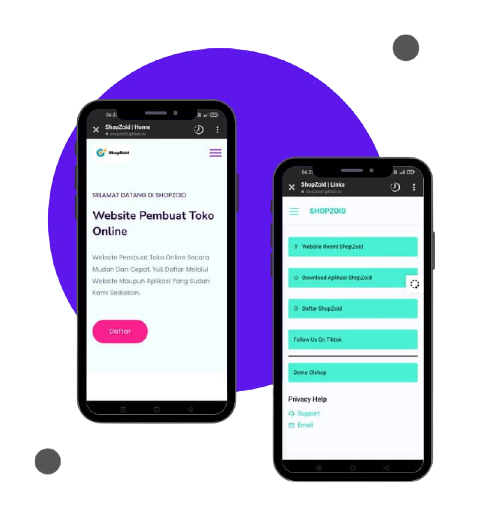 ShopZoid | Home
ShopZoid
SELAMAT DATANG DI SHOPZOID
Website Pembuat Toko
Online
Website Pembuat Toko Online Secara
Mudah Dan Cepat, Yuk Daftar Melalui
Website Maupun Aplikasi Yang Sudah
Kami Sediakan.
Daftar
ShopZoid | Links
SHOPZOID
Website Resmi ShopZoid
Download Aplikasi ShopZoid
Daftar ShopZoid
Follow Us On Tiktok
Demo Olshop
Privacy Help
Support
Email